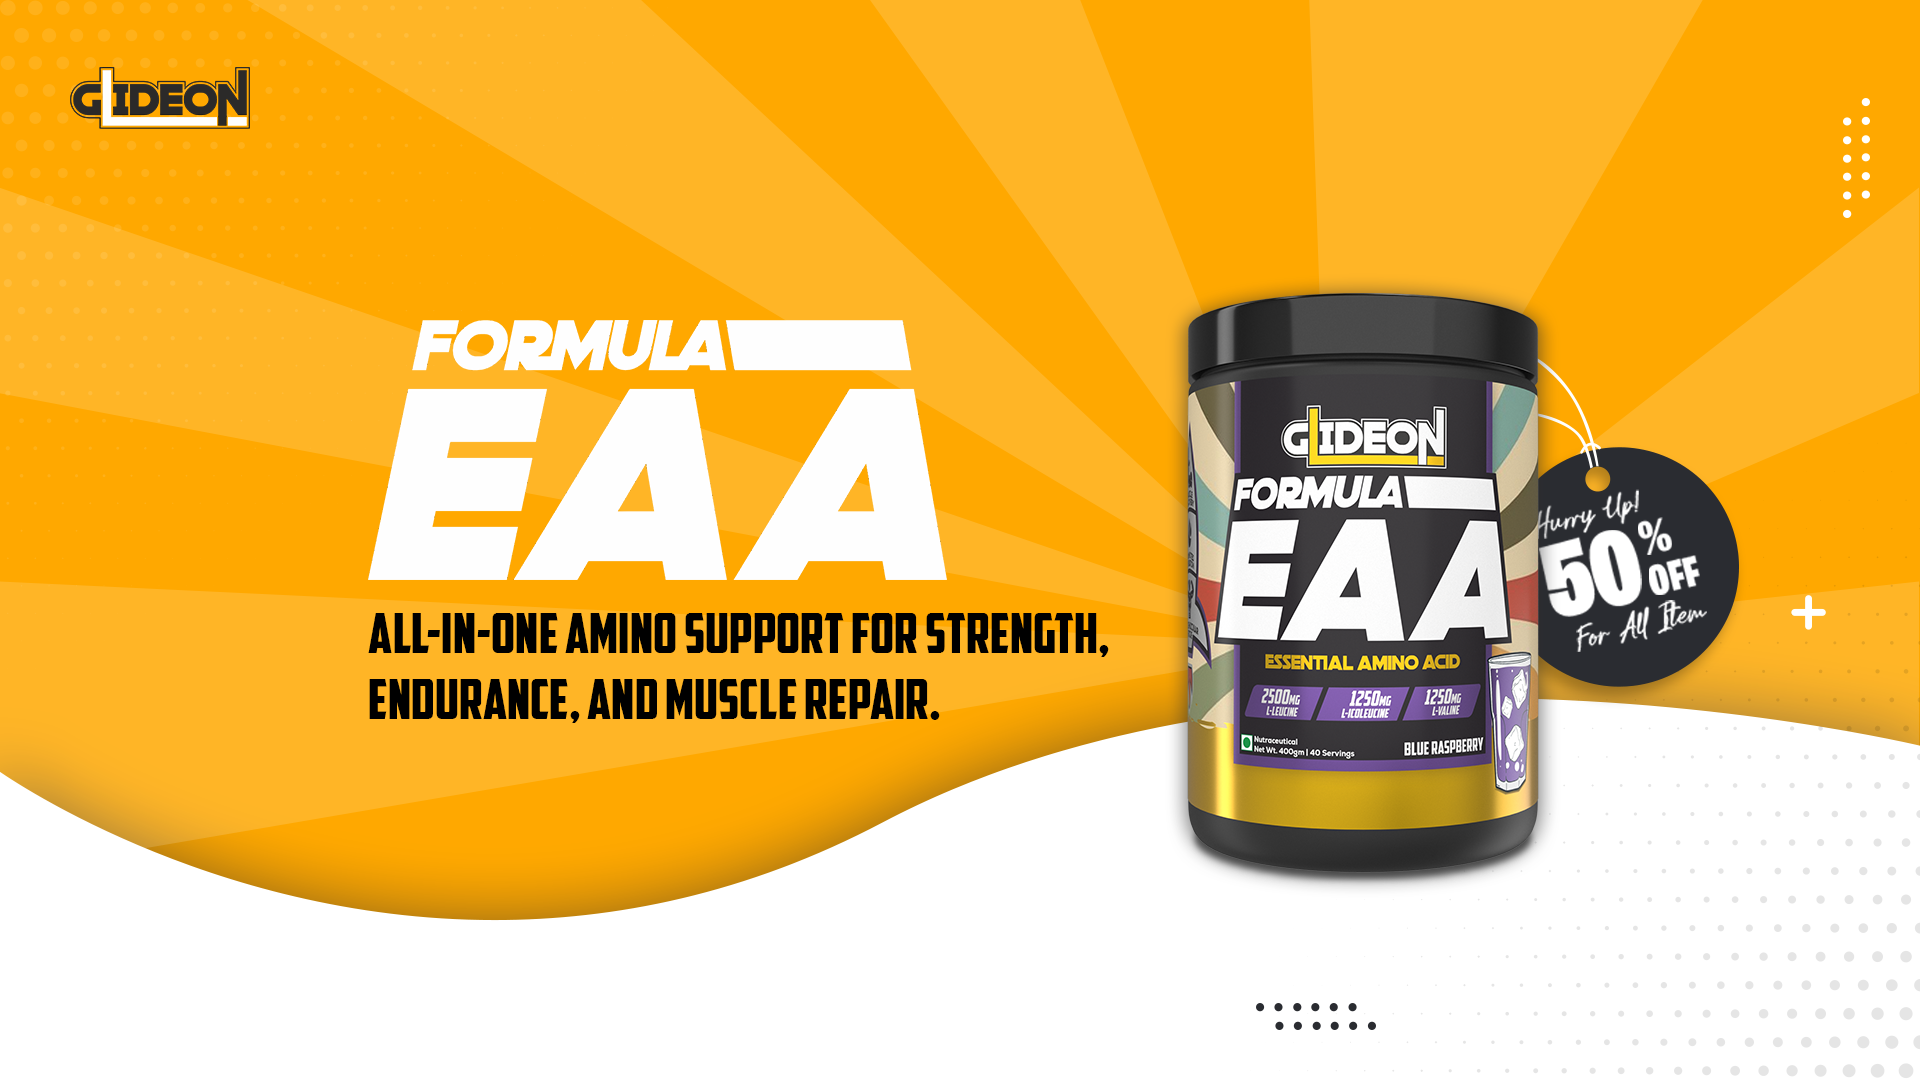 GLIDEON
FORMULA
EAA
ALL-IN-ONE AMINO SUPPORT FOR STRENGTH,
ENDURANCE, AND MUSCLE REPAIR.
GLIDEON
FORMULA
EAA
ESSENTIAL AMINO ACID
2500MG
L-LEUCINE
1250MG
L-ICOLEUCINE
1250MG
L-VALINE
Nutraceutical
Net Wt. 400gm | 40 Servings
BLUE RASPBERRY
Hurry Up!
50% OFF
For All Item